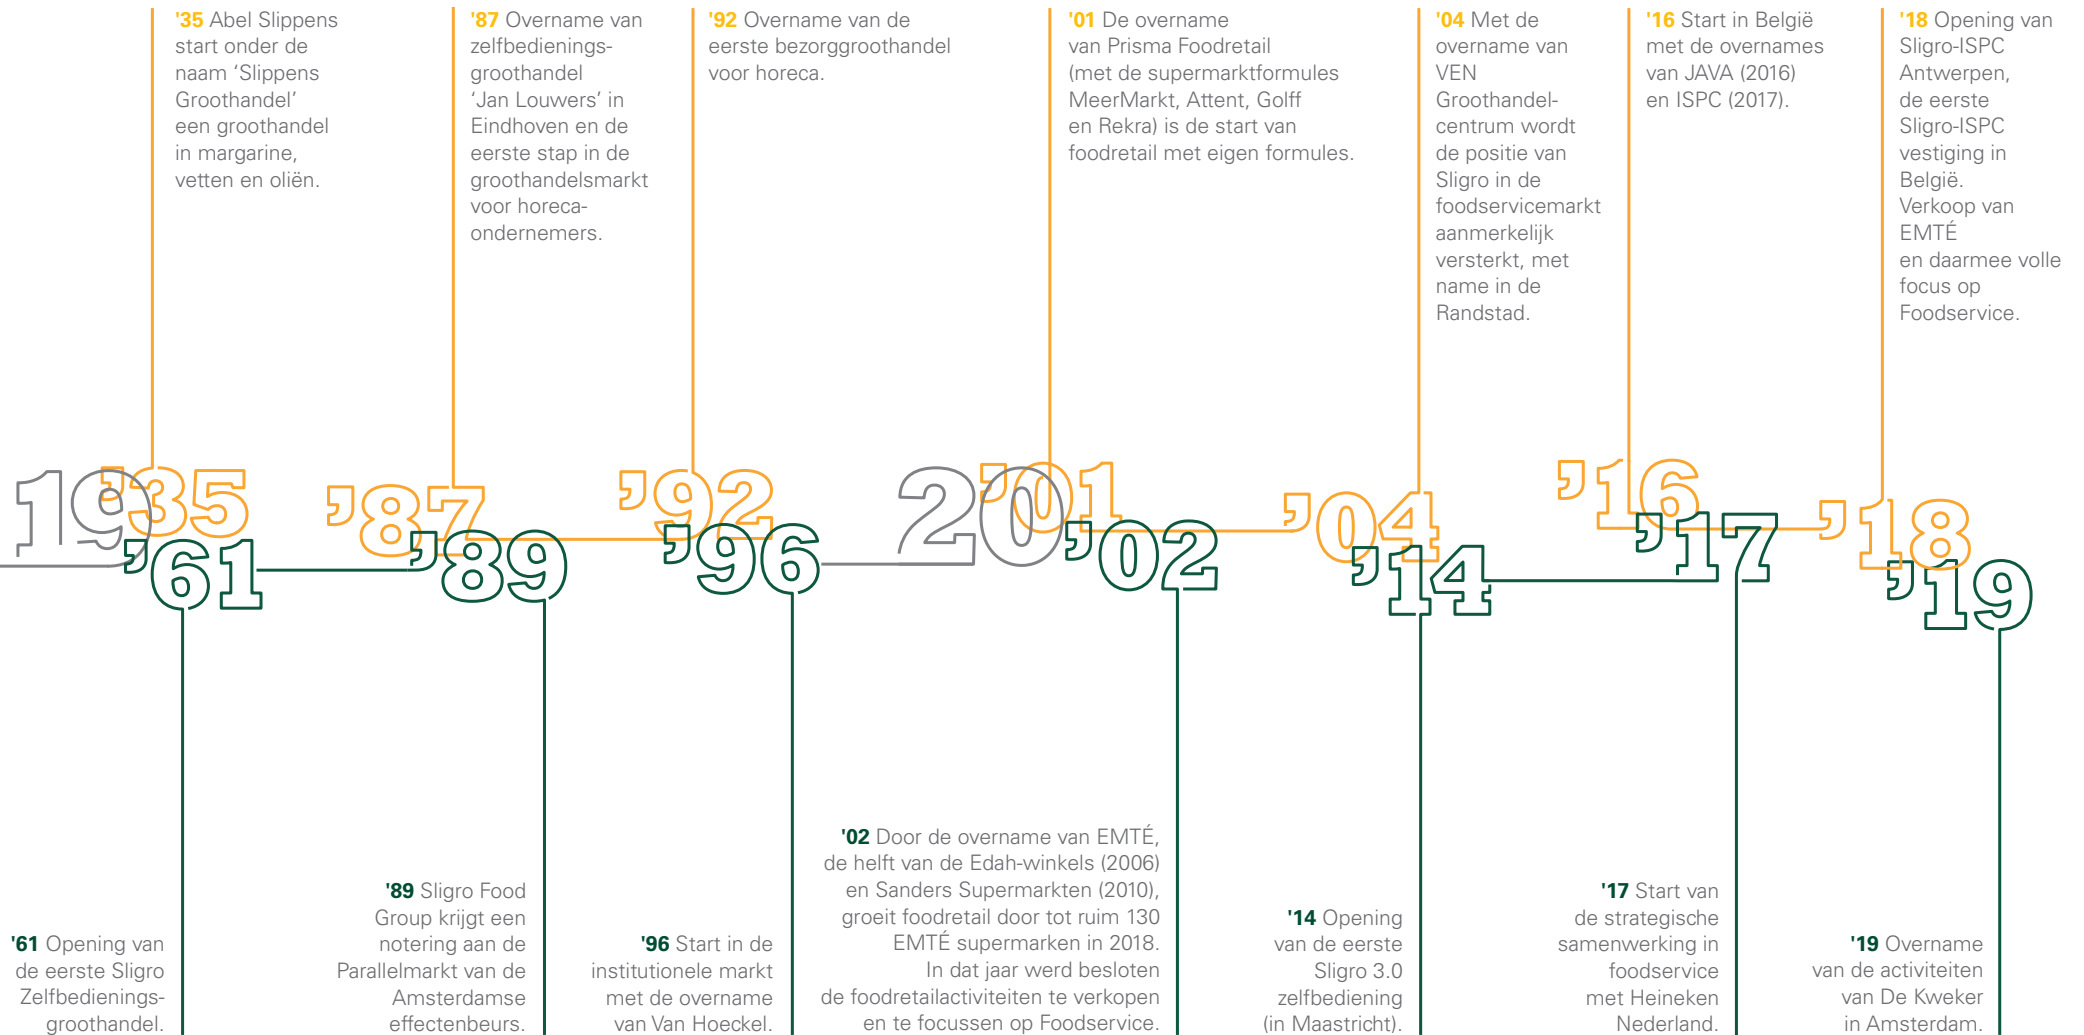 '35 Abel Slippens
start onder de
naam ‘Slippens
Groothandel’
een groothandel
in margarine,
vetten en oliën.
'87 Overname van
zelfbedienings-
groothandel
‘Jan Louwers’ in
Eindhoven en de
eerste stap in de
groothandelsmarkt
voor horeca-
ondernemers.
'92 Overname van de
eerste bezorggroothandel
voor horeca.
'01 De overname
van Prisma Foodretail
(met de supermarktformules
MeerMarkt, Attent, Golff
en Rekra) is de start van
foodretail met eigen formules.
'04 Met de
overname van
VEN
Groothandel-
centrum wordt
de positie van
Sligro in de
foodservicemarkt
aanmerkelijk
versterkt, met
name in de
Randstad.
'16 Start in België
met de overnames
van JAVA (2016)
en ISPC (2017).
'18 Opening van
Sligro-ISPC
Antwerpen,
de eerste
Sligro-ISPC
vestiging in
België.
Verkoop van
EMTÉ
en daarmee volle
focus op
Foodservice.
19 ’35 ’87 ’92 20 ’01 ’04 ’16 ’18
’61 ’89 ’96 ’02 ’14 ’17 ’19
'61 Opening van
de eerste Sligro
Zelfbedienings-
groothandel.
'89 Sligro Food
Group krijgt een
notering aan de
Parallelmarkt van de
Amsterdamse
effectenbeurs.
'96 Start in de
institutionele markt
met de overname
van Van Hoeckel.
'02 Door de overname van EMTÉ,
de helft van de Edah-winkels (2006)
en Sanders Supermarkten (2010),
groeit foodretail door tot ruim 130
EMTÉ supermarken in 2018.
In dat jaar werd besloten
de foodretailactiviteiten te verkopen
en te focussen op Foodservice.
'14 Opening
van de eerste
Sligro 3.0
zelfbediening
(in Maastricht).
'17 Start van
de strategische
samenwerking in
foodservice
met Heineken
Nederland.
'19 Overname
van de activiteiten
van De Kweker
in Amsterdam.